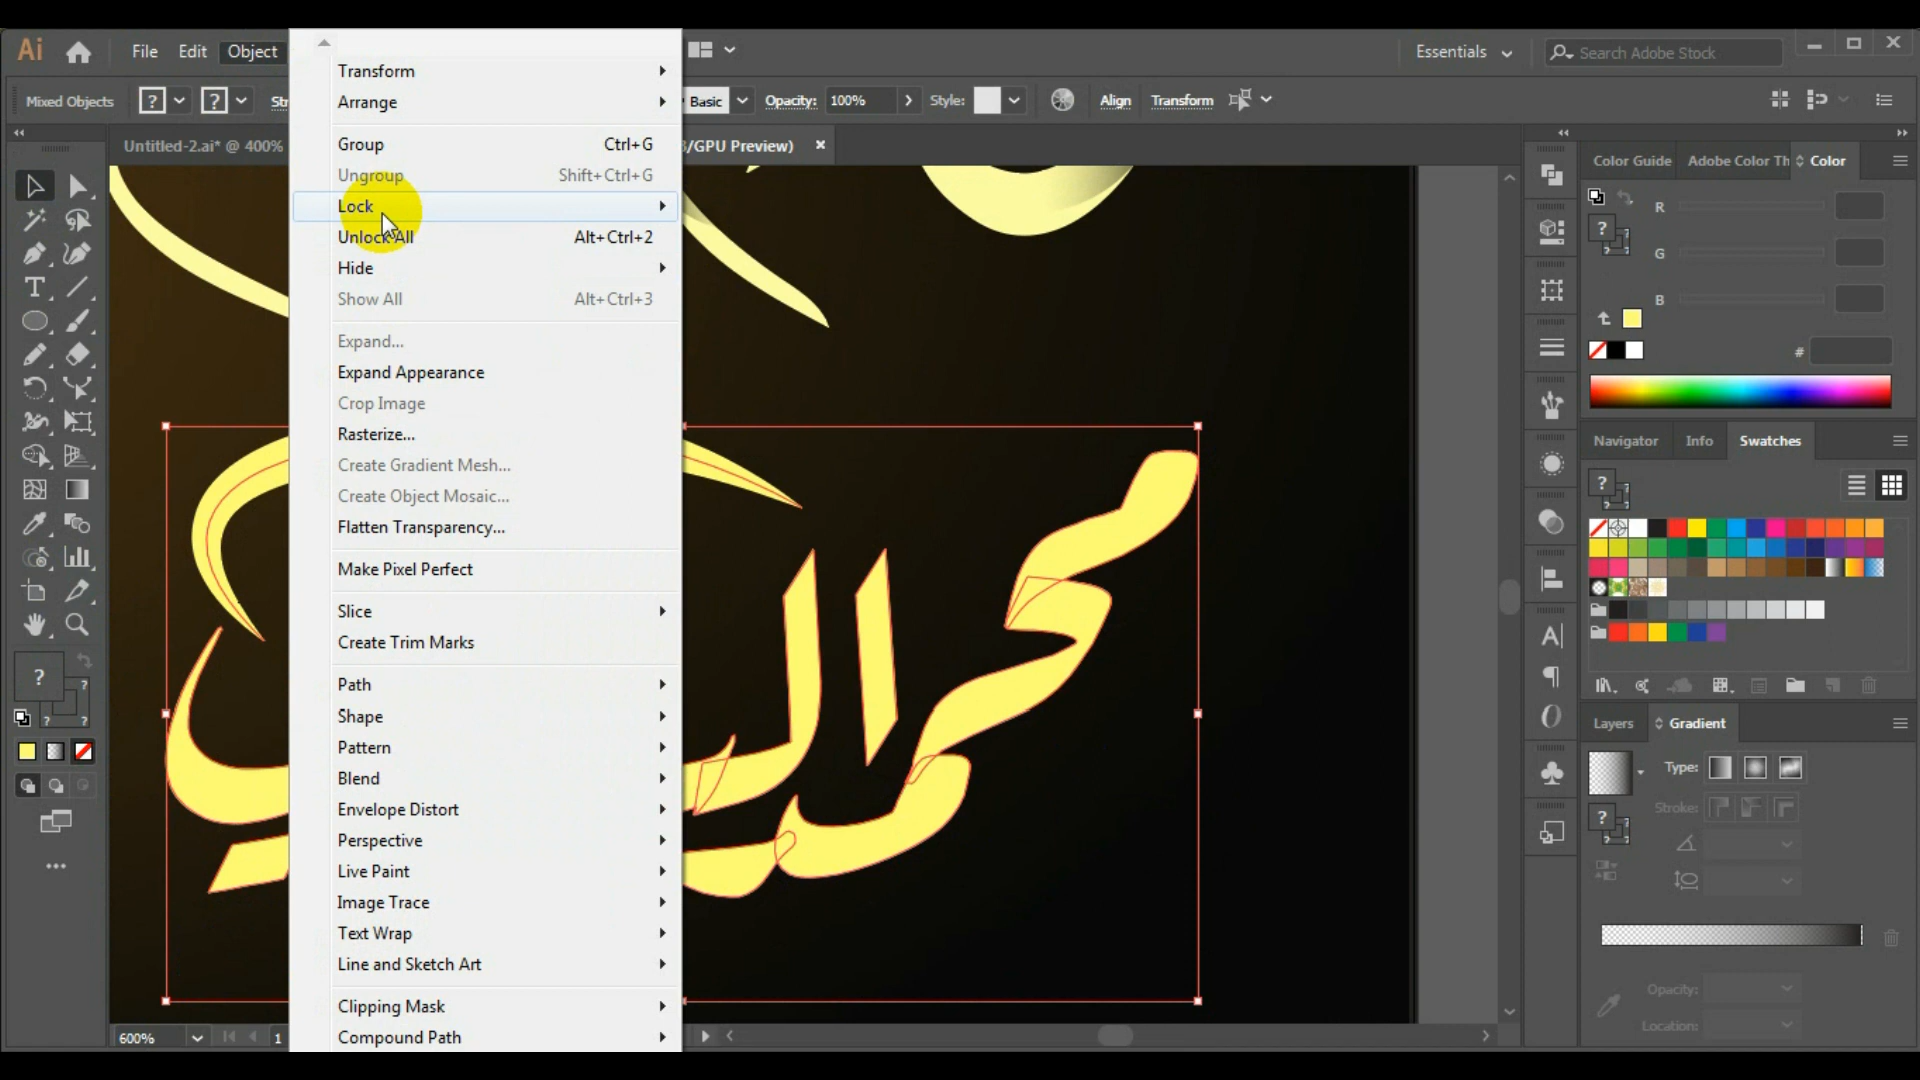 Ai File Edit Object Essentials Search Adobe Stock
Mixed Objects ? ? Basic Opacity: 100% Style: Align Transform
Untitled-2.ai* @ 400% /GPU Preview) ×
Transform
Arrange
Group Ctrl+G
Ungroup Shift+Ctrl+G
Lock
Unlock All Alt+Ctrl+2
Hide
Show All Alt+Ctrl+3
Expand...
Expand Appearance
Crop Image
Rasterize...
Create Gradient Mesh...
Create Object Mosaic...
Flatten Transparency...
Make Pixel Perfect
Slice
Create Trim Marks
Path
Shape
Pattern
Blend
Envelope Distort
Perspective
Live Paint
Image Trace
Text Wrap
Line and Sketch Art
Clipping Mask
Compound Path
600% 1
Color Guide Adobe Color Th Color
R
G
B
#
Navigator Info Swatches
Layers Gradient
Type:
Stroke:
Opacity:
Location: